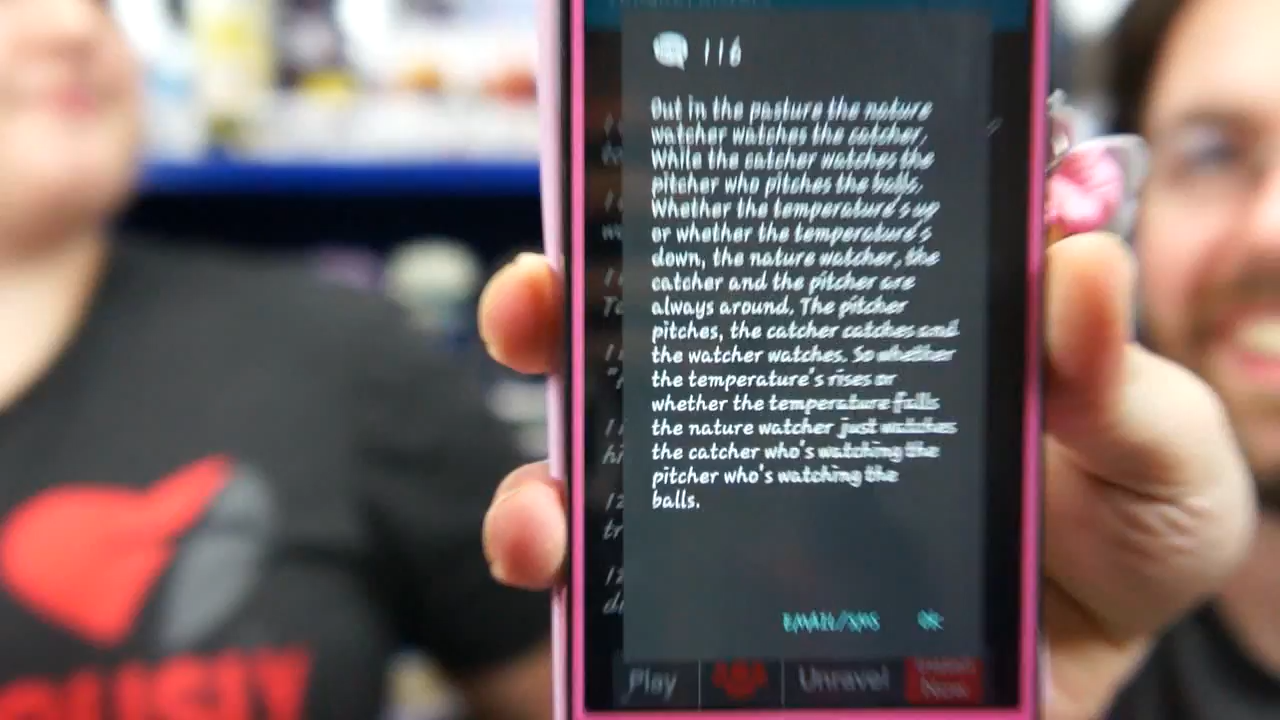 116
Out in the pasture the nature
watcher watches the catcher,
While the catcher watches the
pitcher who pitches the balls.
Whether the temperature's up
or whether the temperature's
down, the nature watcher, the
catcher and the pitcher are
always around. The pitcher
pitches, the catcher catches and
the watcher watches. So whether
the temperature's rises or
whether the temperature falls
the nature watcher just watches
the catcher who's watching the
pitcher who's watching the
balls.
EMAIL/SMS OK
Play Unravel
Now